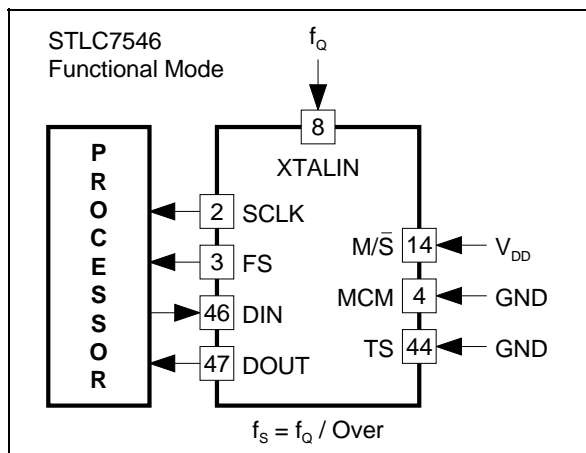 STLC7546
Functional Mode
f_Q
8
XTALIN
PROCESSOR
2 SCLK
3 FS
46 DIN
47 DOUT
M/S̄ 14 V_DD
MCM 4 GND
TS 44 GND
f_S = f_Q / Over